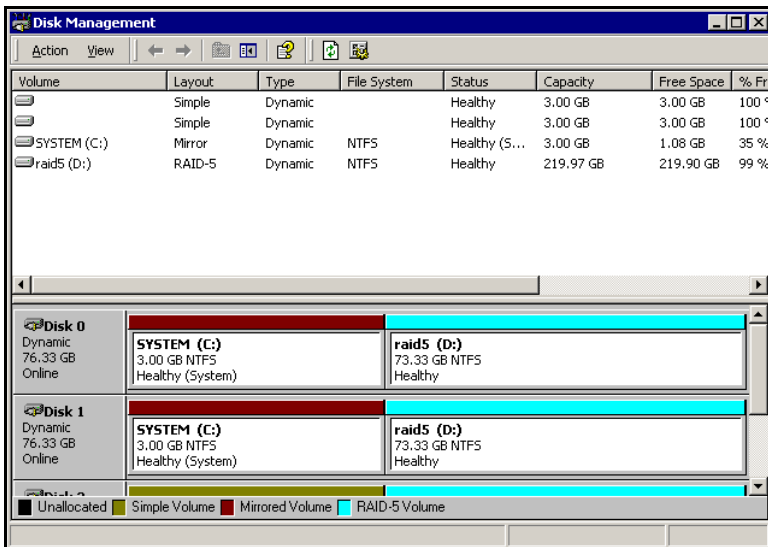 Disk Management
Action View
Volume Layout Type File System Status Capacity Free Space % Fr
Simple Dynamic Healthy 3.00 GB 3.00 GB 100 %
Simple Dynamic Healthy 3.00 GB 3.00 GB 100 %
SYSTEM (C:) Mirror Dynamic NTFS Healthy (S... 3.00 GB 1.08 GB 35 %
raid5 (D:) RAID-5 Dynamic NTFS Healthy 219.97 GB 219.90 GB 99 %
Disk 0
Dynamic
76.33 GB
Online
SYSTEM (C:)
3.00 GB NTFS
Healthy (System)
raid5 (D:)
73.33 GB NTFS
Healthy
Disk 1
Dynamic
76.33 GB
Online
SYSTEM (C:)
3.00 GB NTFS
Healthy (System)
raid5 (D:)
73.33 GB NTFS
Healthy
Unallocated Simple Volume Mirrored Volume RAID-5 Volume